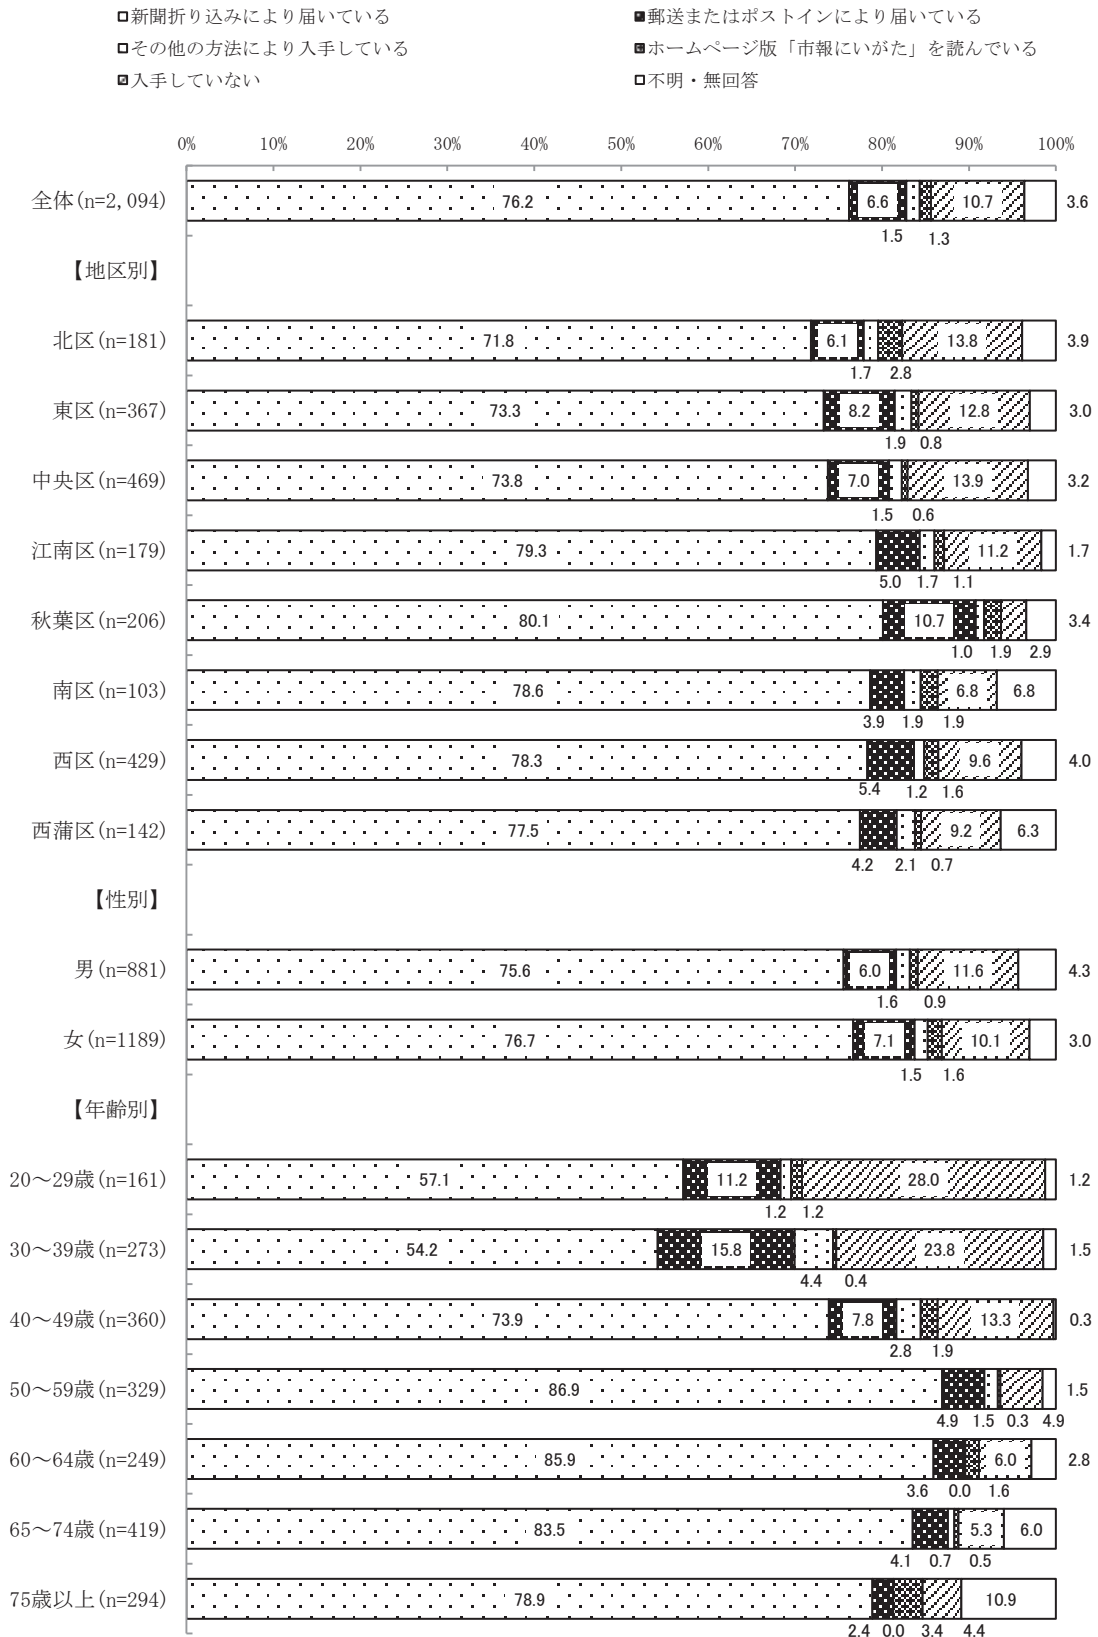 新聞折り込みにより届いている 郵送またはポストインにより届いている
その他の方法により入手している ホームページ版「市報にいがた」を読んでいる
入手していない 不明・無回答
0% 10% 20% 30% 40% 50% 60% 70% 80% 90% 100%
全体(n=2,094) 76.2 6.6 10.7 3.6
1.5 1.3
【地区別】
北区(n=181) 71.8 6.1 13.8 3.9
1.7 2.8
東区(n=367) 73.3 8.2 12.8 3.0
1.9 0.8
中央区(n=469) 73.8 7.0 13.9 3.2
1.5 0.6
江南区(n=179) 79.3 11.2 1.7
5.0 1.7 1.1
秋葉区(n=206) 80.1 10.7 3.4
1.0 1.9 2.9
南区(n=103) 78.6 6.8 6.8
3.9 1.9 1.9
西区(n=429) 78.3 9.6 4.0
5.4 1.2 1.6
西蒲区(n=142) 77.5 9.2 6.3
4.2 2.1 0.7
【性別】
男(n=881) 75.6 6.0 11.6 4.3
1.6 0.9
女(n=1189) 76.7 7.1 10.1 3.0
1.5 1.6
【年齢別】
20～29歳(n=161) 57.1 11.2 28.0 1.2
1.2 1.2
30～39歳(n=273) 54.2 15.8 23.8 1.5
4.4 0.4
40～49歳(n=360) 73.9 7.8 13.3 0.3
2.8 1.9
50～59歳(n=329) 86.9 1.5
4.9 1.5 0.3 4.9
60～64歳(n=249) 85.9 6.0 2.8
3.6 0.0 1.6
65～74歳(n=419) 83.5 5.3 6.0
4.1 0.7 0.5
75歳以上(n=294) 78.9 10.9
2.4 0.0 3.4 4.4